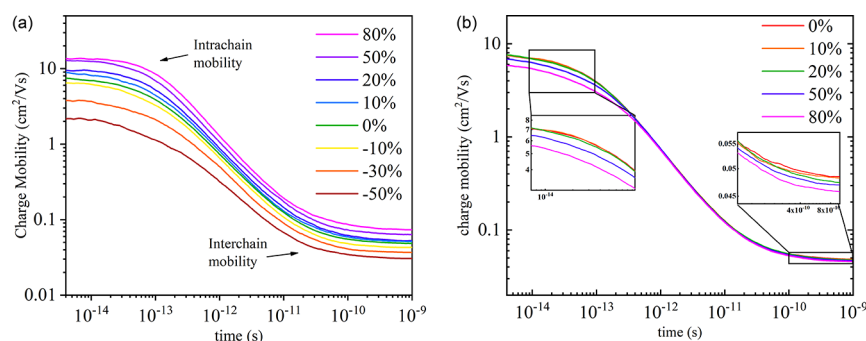 (a)
Charge Mobility (cm²/Vs)
10
1
0.1
0.01
Intrachain
mobility
80%
50%
20%
10%
0%
-10%
-30%
-50%
Interchain
mobility
10⁻¹⁴ 10⁻¹³ 10⁻¹² 10⁻¹¹ 10⁻¹⁰ 10⁻⁹
time (s)
(b)
charge mobility (cm²/Vs)
10
1
0.1
0%
10%
20%
50%
80%
8
7
6
5
4
10⁻¹⁴
0.055
0.05
0.045
4x10⁻¹⁰ 8x10⁻¹⁰
10⁻¹⁴ 10⁻¹³ 10⁻¹² 10⁻¹¹ 10⁻¹⁰ 10⁻⁹
time (s)